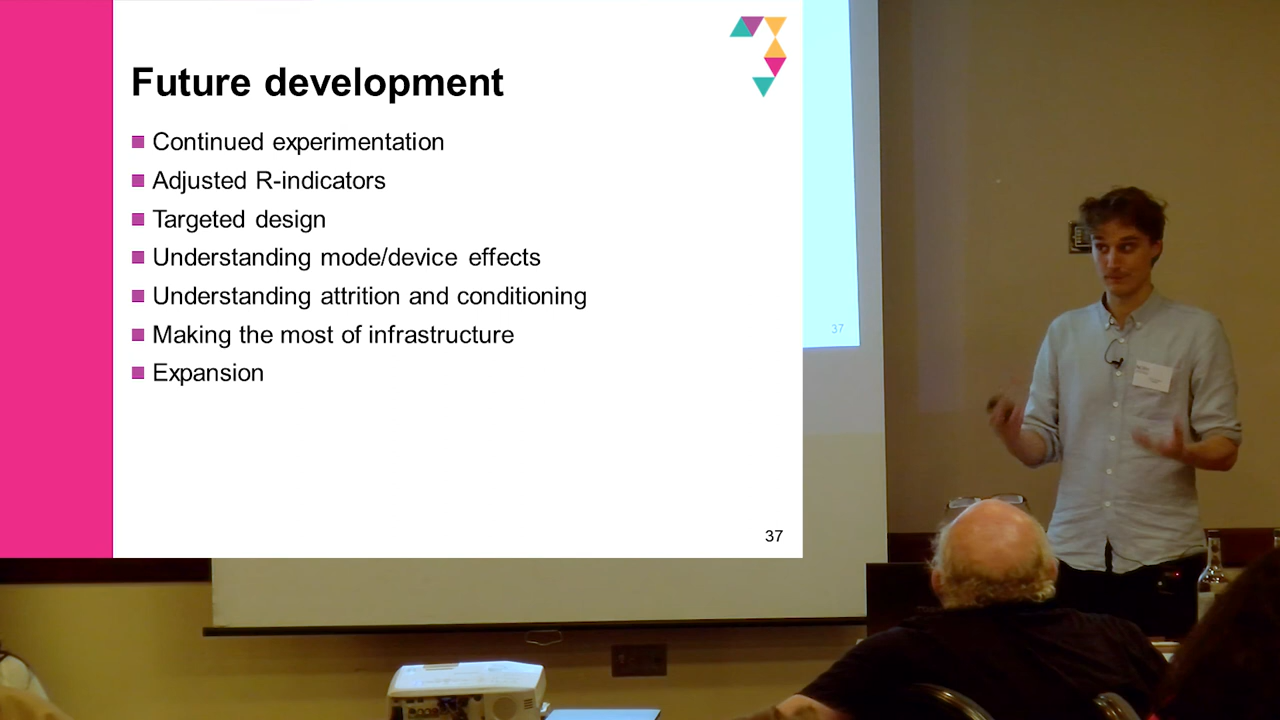 Future development
Continued experimentation
Adjusted R-indicators
Targeted design
Understanding mode/device effects
Understanding attrition and conditioning
Making the most of infrastructure
Expansion
37
37